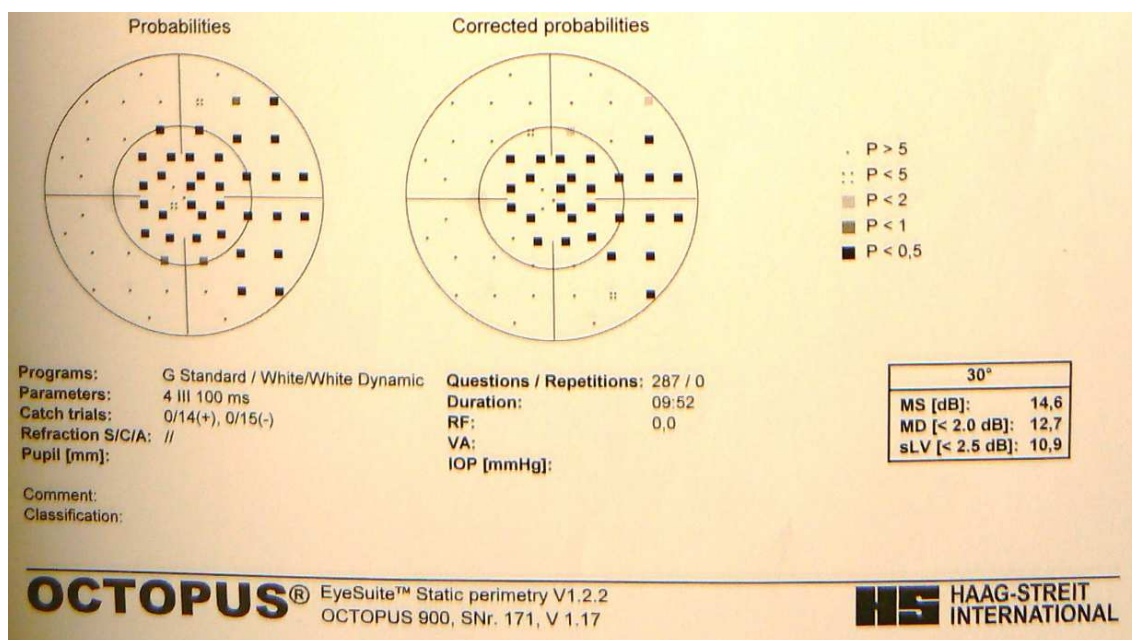 Probabilities
Corrected probabilities
. P > 5
:: P < 5
P < 2
P < 1
P < 0,5
Programs: G Standard / White/White Dynamic
Parameters: 4 III 100 ms
Catch trials: 0/14(+), 0/15(-)
Refraction S/C/A: //
Pupil [mm]:
Questions / Repetitions: 287 / 0
Duration: 09:52
RF: 0,0
VA:
IOP [mmHg]:
30°
MS [dB]: 14,6
MD [< 2.0 dB]: 12,7
sLV [< 2.5 dB]: 10,9
Comment:
Classification:
OCTOPUS®
EyeSuite™ Static perimetry V1.2.2
OCTOPUS 900, SNr. 171, V 1.17
HS HAAG-STREIT
INTERNATIONAL